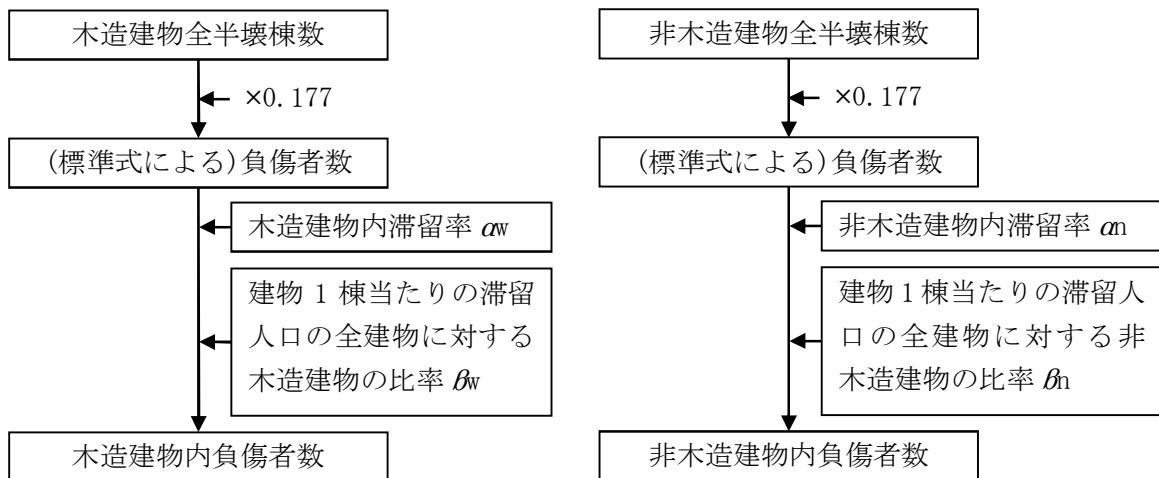 木造建物全半壊棟数
×0.177
(標準式による)負傷者数
木造建物内滞留率 αw
建物 1 棟当たりの滞留
人口の全建物に対する
木造建物の比率 βw
木造建物内負傷者数
非木造建物全半壊棟数
×0.177
(標準式による)負傷者数
非木造建物内滞留率 αn
建物 1 棟当たりの滞留人
口の全建物に対する非
木造建物の比率 βn
非木造建物内負傷者数